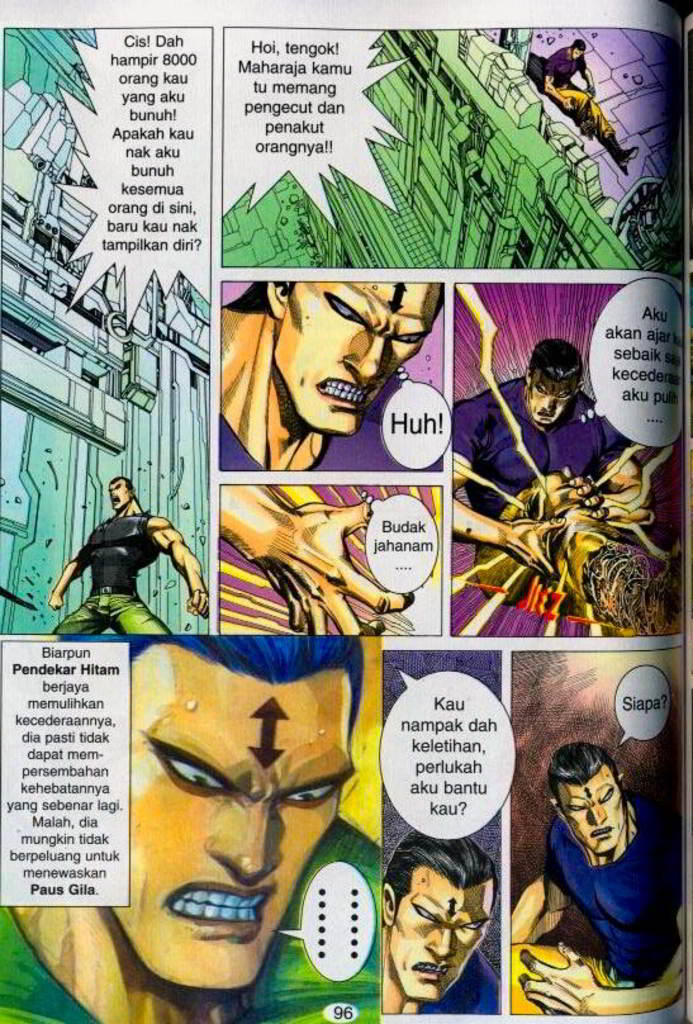 Cis! Dah
hampir 8000
orang kau
yang aku
bunuh!
Apakah kau
nak aku
bunuh
kesemua
orang di sini,
baru kau nak
tampilkan diri?
Hoi, tengok!
Maharaja kamu
tu memang
pengecut dan
penakut
orangnya!!
Huh!
Aku
akan ajar
sebaik
aku
....
Budak
jahanam
....
Biarpun
Pendekar Hitam
berjaya
memulihkan
kecederaannya,
dia pasti tidak
dapat mem-
persembahan
kehebatannya
yang sebenar lagi.
Malah, dia
mungkin tidak
berpeluang untuk
menewaskan
Paus Gila.
Kau
nampak dah
keletihan,
perlukah
aku bantu
kau?
Siapa?
96